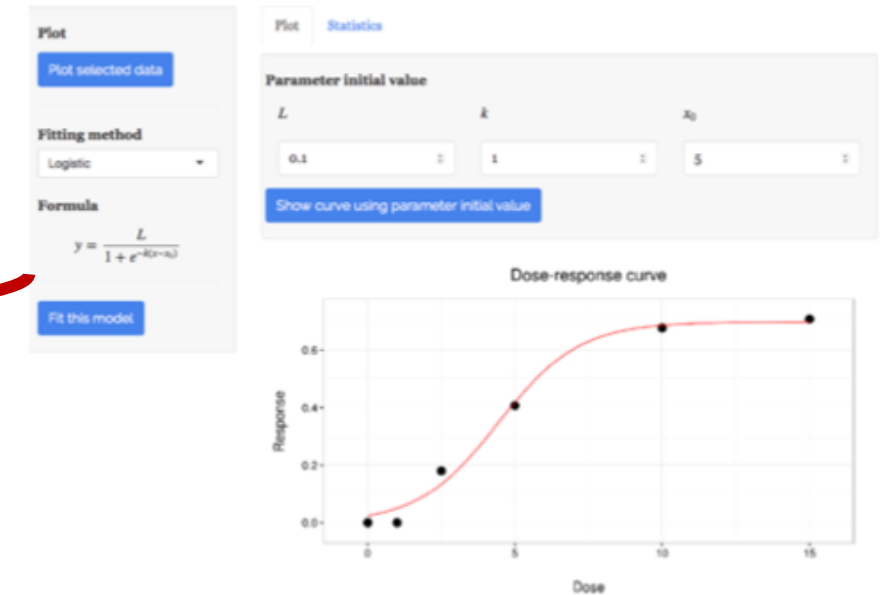 Plot
Plot selected data
Fitting method
Logistic
Formula
y = L / (1 + e^{-k(x-x₀)})
Fit this model
Plot Statistics
Parameter initial value
L k x₀
0.1 1 5
Show curve using parameter initial value
Dose-response curve
Response
0.6
0.4
0.2
0.0
0 5 10 15
Dose